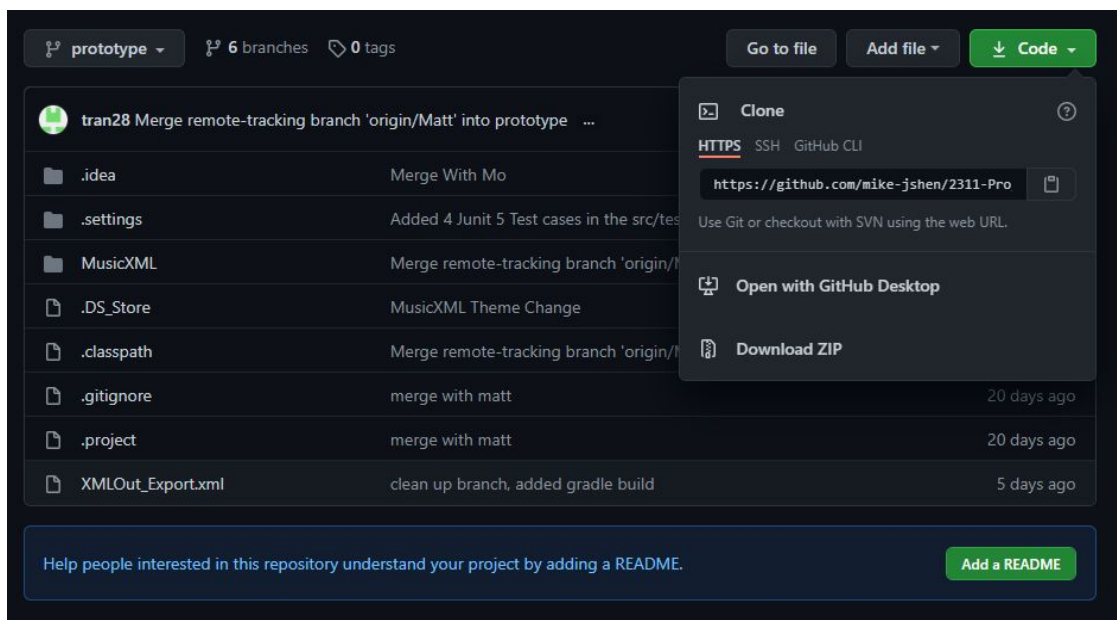 prototype 6 branches 0 tags Go to file Add file Code
tran28 Merge remote-tracking branch 'origin/Matt' into prototype ...
Clone
HTTPS SSH GitHub CLI
https://github.com/mike-jshen/2311-Pro
Use Git or checkout with SVN using the web URL.
Open with GitHub Desktop
Download ZIP
.idea Merge With Mo
.settings Added 4 Junit 5 Test cases in the src/tes
MusicXML Merge remote-tracking branch 'origin/
.DS_Store MusicXML Theme Change
.classpath Merge remote-tracking branch 'origin/
.gitignore merge with matt 20 days ago
.project merge with matt 20 days ago
XMLOut_Export.xml clean up branch, added gradle build 5 days ago
Help people interested in this repository understand your project by adding a README. Add a README